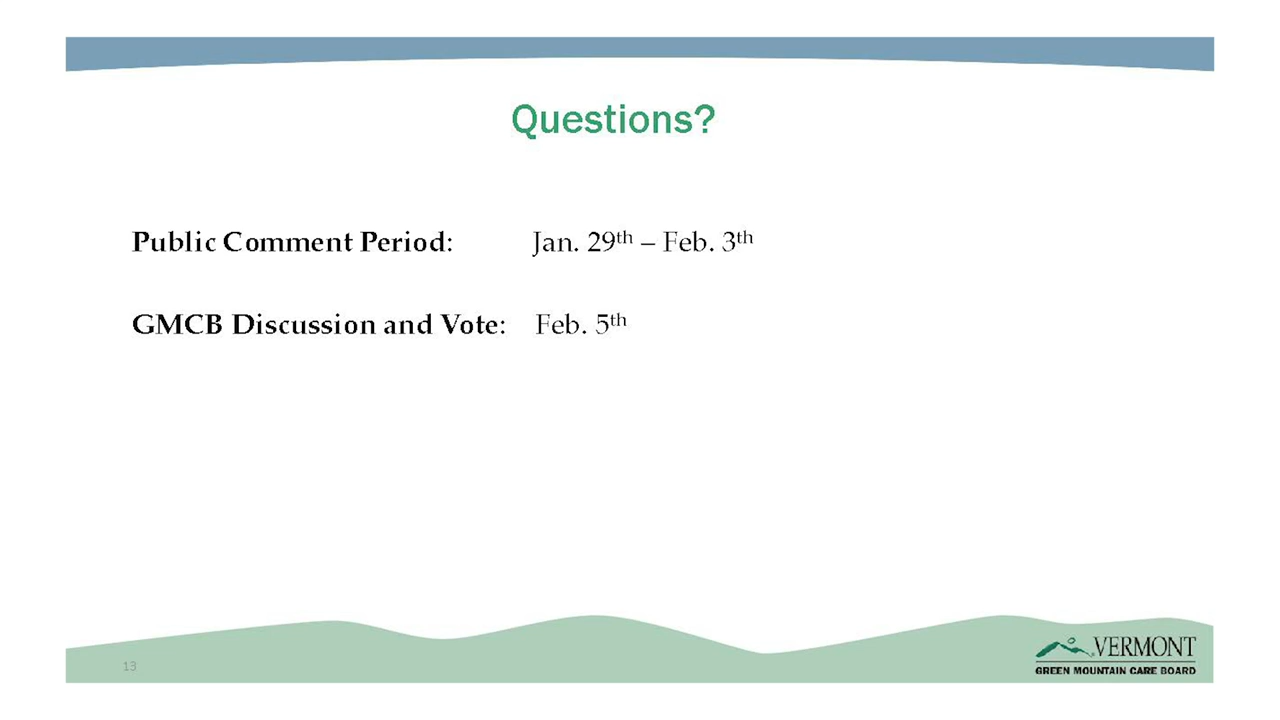 Questions?
Public Comment Period: Jan. 29th – Feb. 3th
GMCB Discussion and Vote: Feb. 5th
13
VERMONT
GREEN MOUNTAIN CARE BOARD